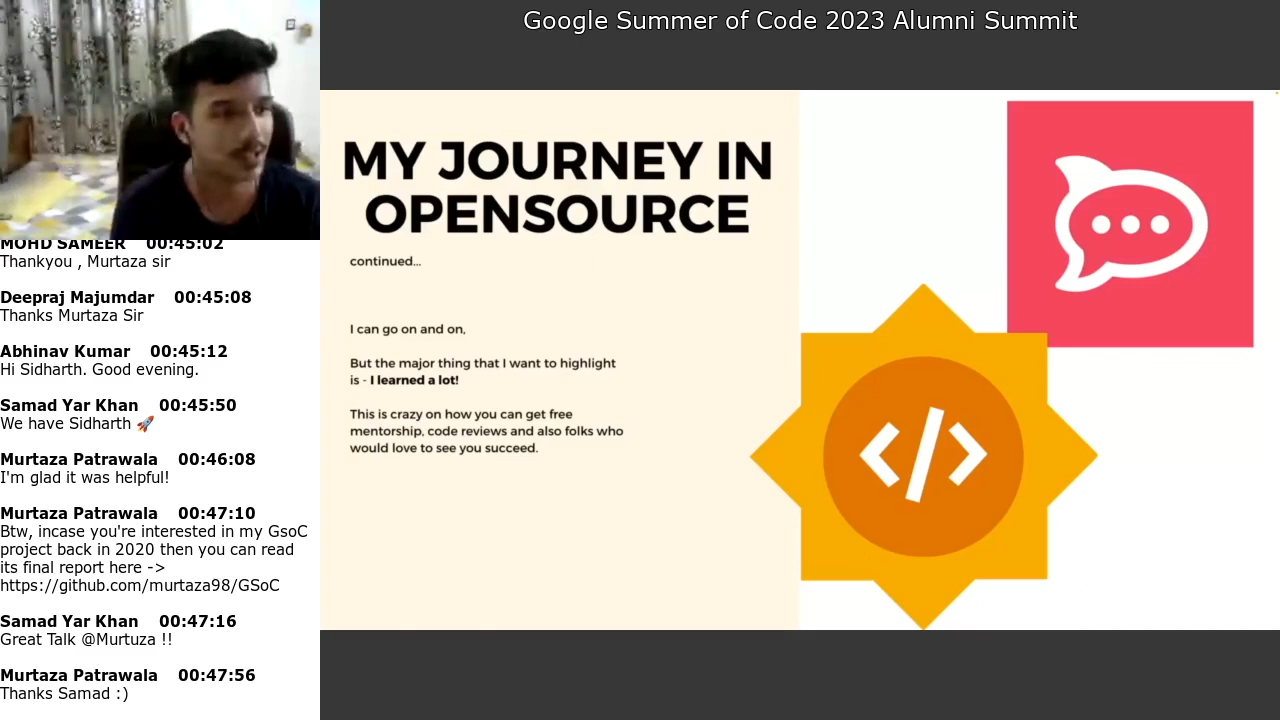 Google Summer of Code 2023 Alumni Summit
MOHD SAMEER 00:45:02
Thankyou , Murtaza sir
Deepraj Majumdar 00:45:08
Thanks Murtaza Sir
Abhinav Kumar 00:45:12
Hi Sidharth. Good evening.
Samad Yar Khan 00:45:50
We have Sidharth 🚀
Murtaza Patrawala 00:46:08
I'm glad it was helpful!
Murtaza Patrawala 00:47:10
Btw, incase you're interested in my GsoC
project back in 2020 then you can read
its final report here ->
https://github.com/murtaza98/GSoC
Samad Yar Khan 00:47:16
Great Talk @Murtuza !!
Murtaza Patrawala 00:47:56
Thanks Samad :)
MY JOURNEY IN
OPENSOURCE
continued...
I can go on and on,
But the major thing that I want to highlight
is - I learned a lot!
This is crazy on how you can get free
mentorship, code reviews and also folks who
would love to see you succeed.